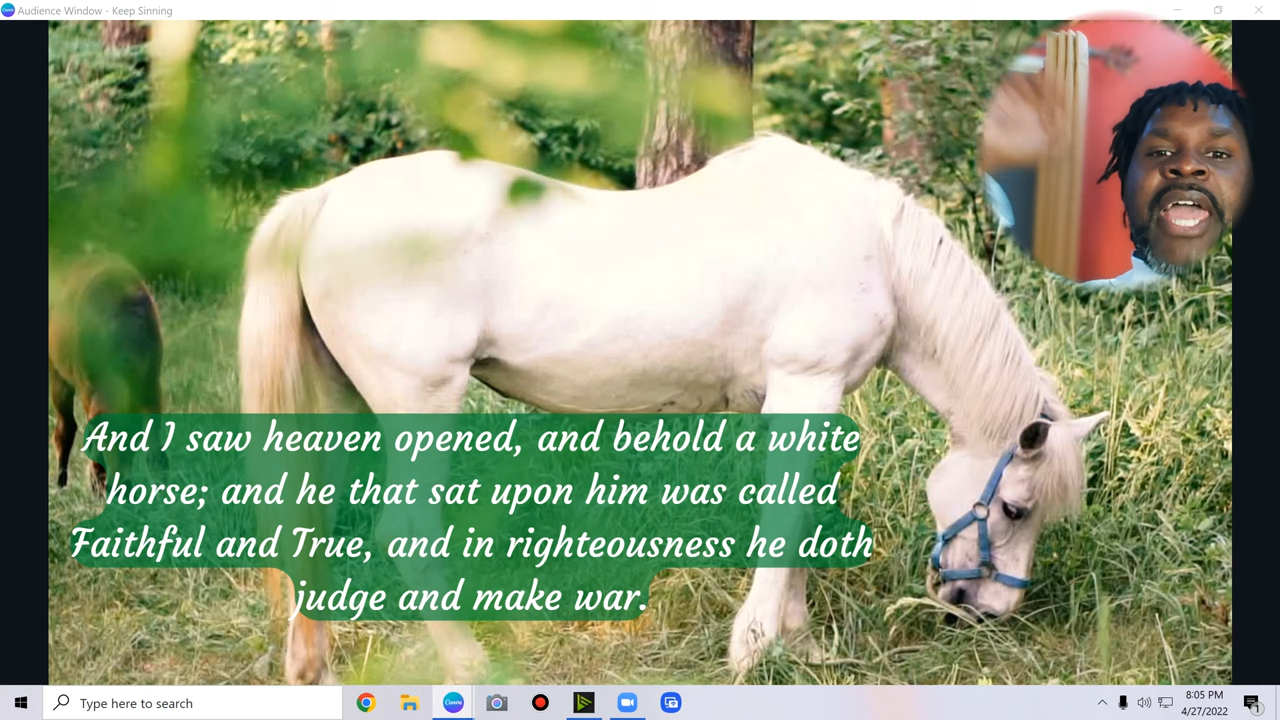 Audience Window - Keep Sinning
And I saw heaven opened, and behold a white
horse; and he that sat upon him was called
Faithful and True, and in righteousness he doth
judge and make war.
Type here to search
Canva
8:05 PM
4/27/2022
1